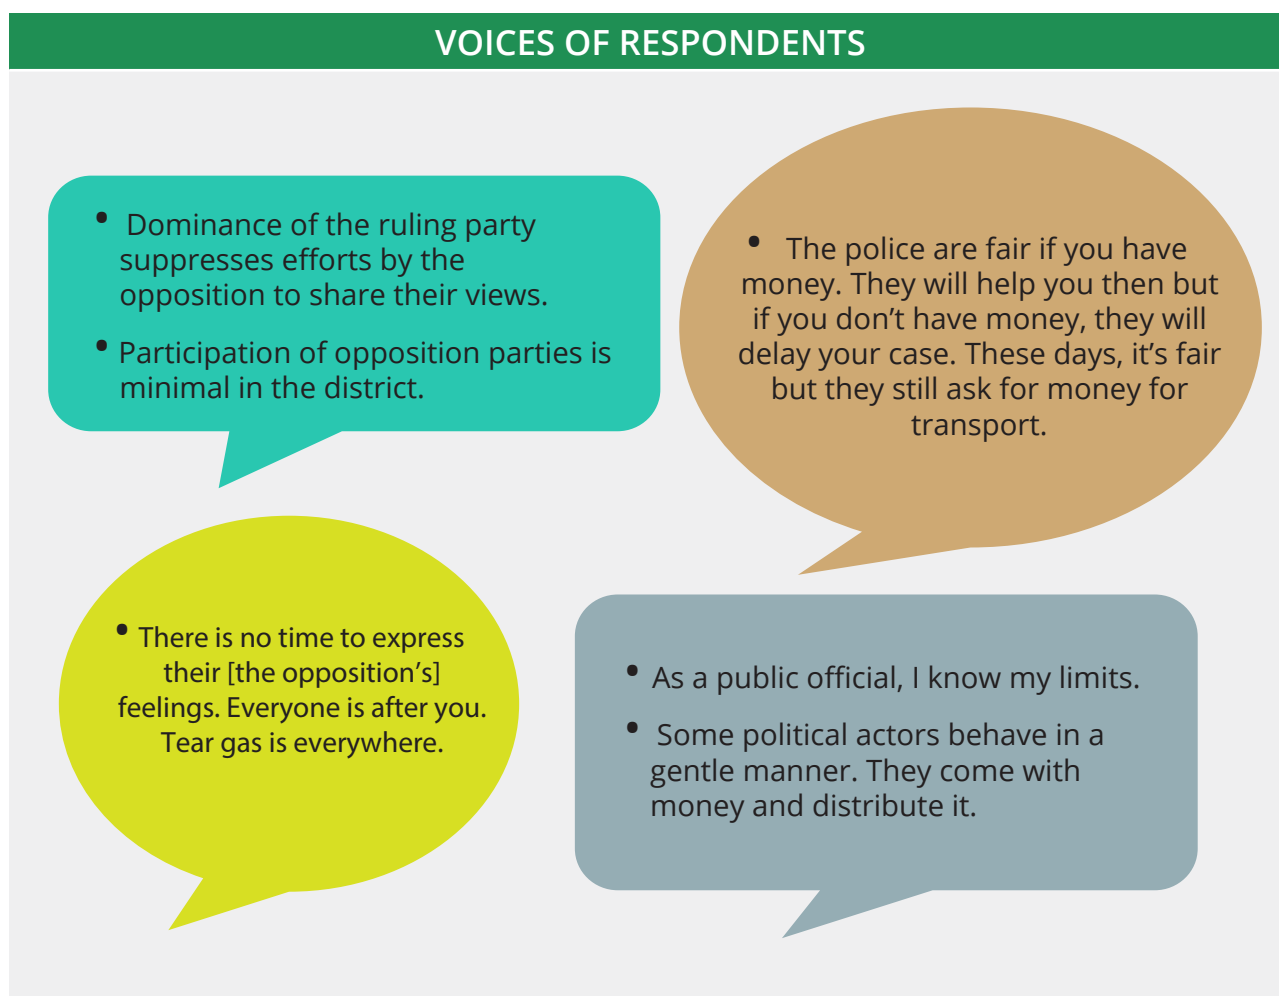 VOICES OF RESPONDENTS
• Dominance of the ruling party
suppresses efforts by the
opposition to share their views.
• Participation of opposition parties is
minimal in the district.
• The police are fair if you have
money. They will help you then but
if you don’t have money, they will
delay your case. These days, it’s fair
but they still ask for money for
transport.
• There is no time to express
their [the opposition’s]
feelings. Everyone is after you.
Tear gas is everywhere.
• As a public official, I know my limits.
• Some political actors behave in a
gentle manner. They come with
money and distribute it.